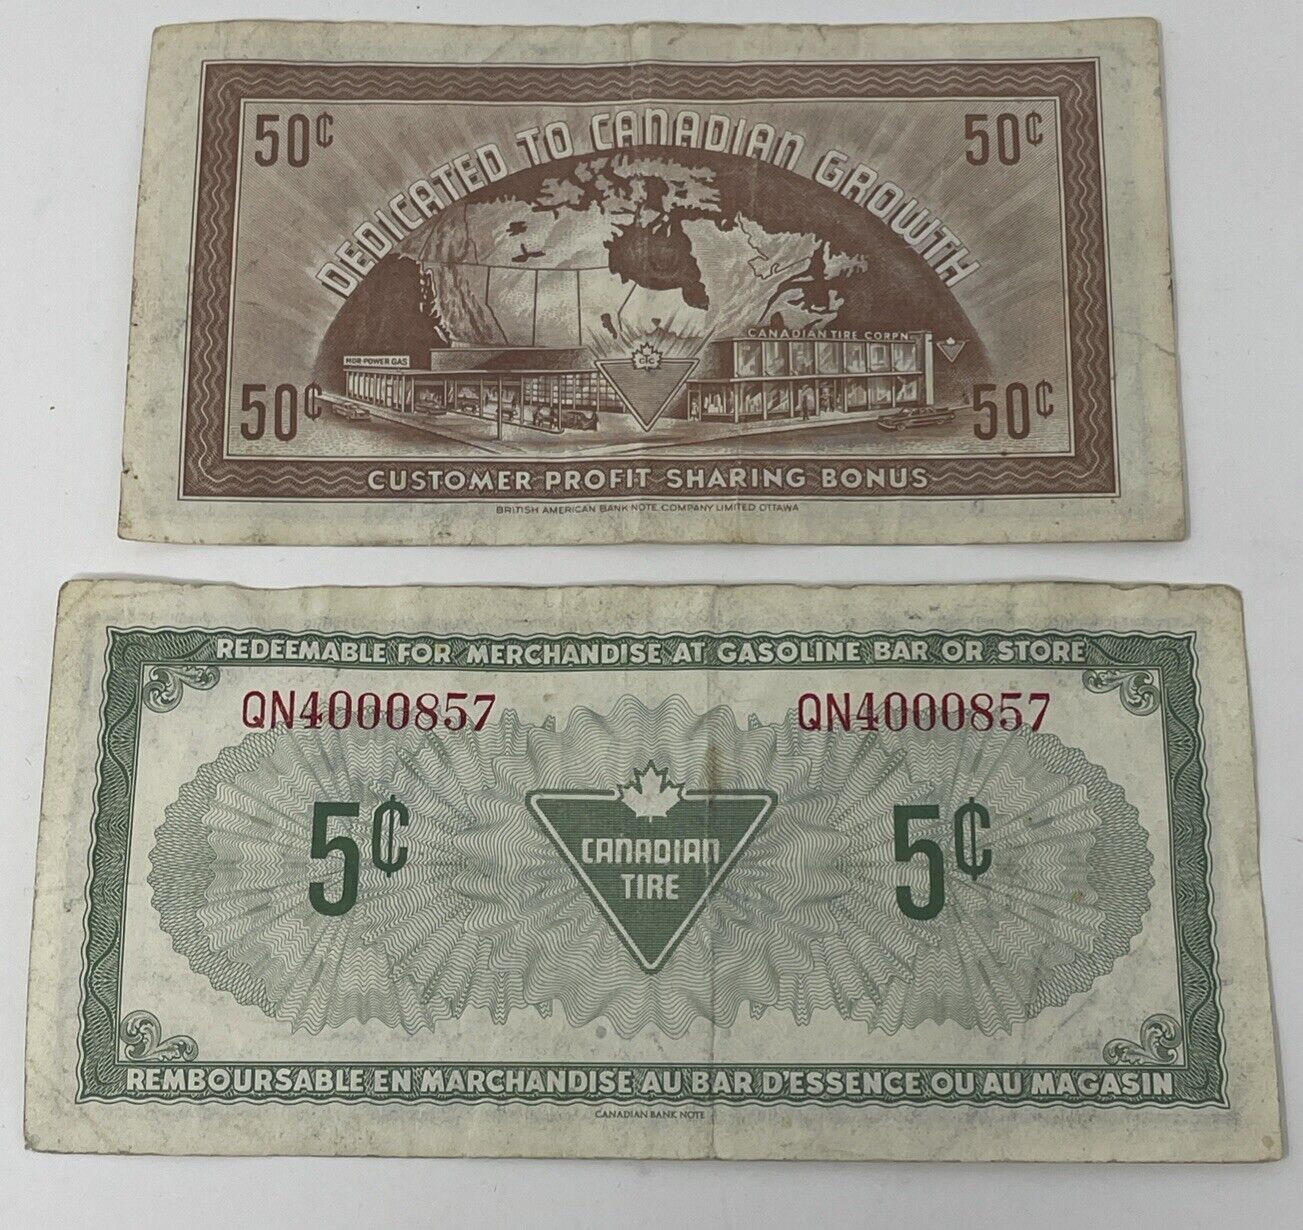 50¢ 50¢
DEDICATED TO CANADIAN GROWTH
CANADIAN TIRE CORPN
MOR-POWER GAS
CTC
50¢ 50¢
CUSTOMER PROFIT SHARING BONUS
BRITISH AMERICAN BANK NOTE COMPANY LIMITED OTTAWA
REDEEMABLE FOR MERCHANDISE AT GASOLINE BAR OR STORE
QN4000857 QN4000857
5¢ 5¢
CANADIAN
TIRE
REMBOURSABLE EN MARCHANDISE AU BAR D'ESSENCE OU AU MAGASIN
CANADIAN BANK NOTE